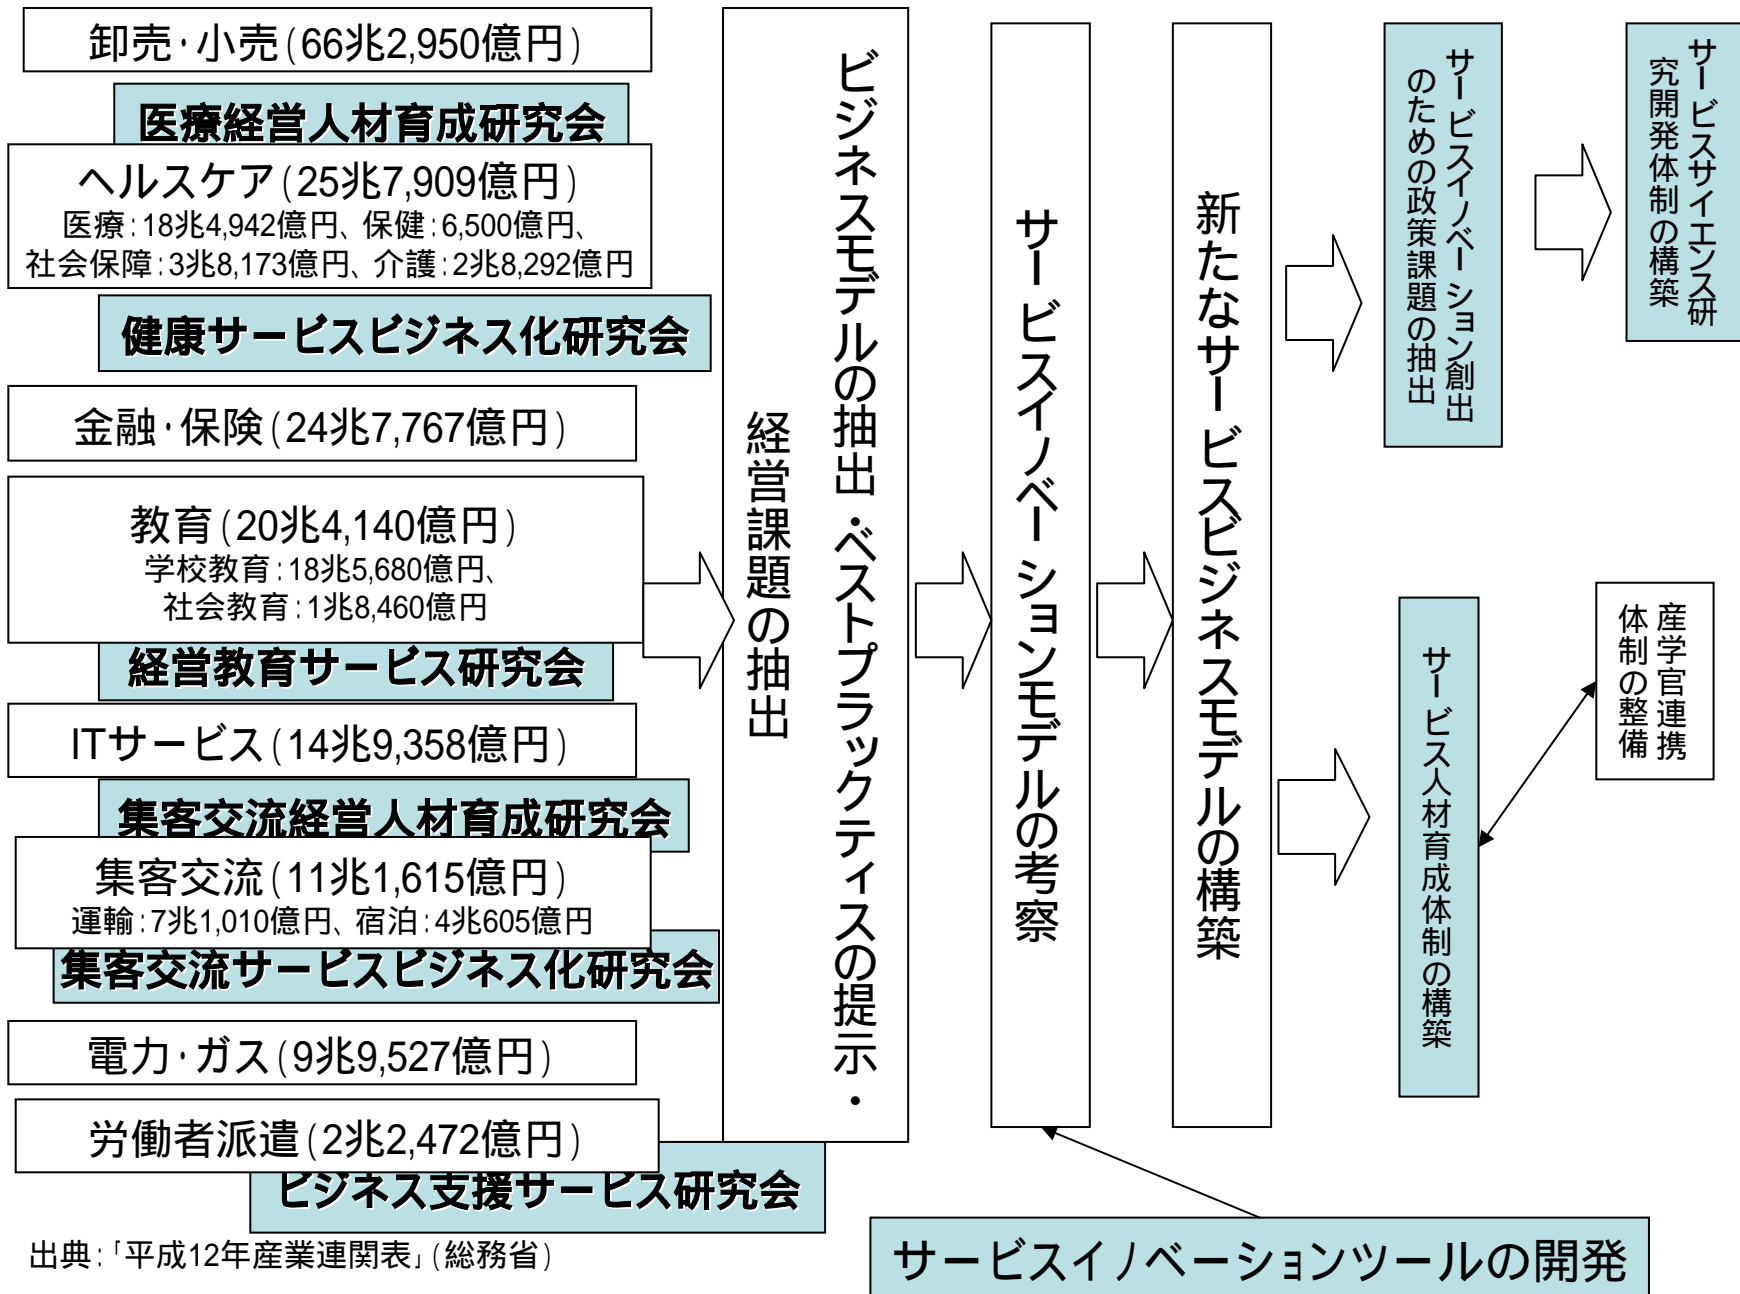 卸売・小売(66兆2,950億円)
医療経営人材育成研究会
ヘルスケア(25兆7,909億円)
医療:18兆4,942億円、保健:6,500億円、
社会保障:3兆8,173億円、介護:2兆8,292億円
健康サービスビジネス化研究会
金融・保険(24兆7,767億円)
教育(20兆4,140億円)
学校教育:18兆5,680億円、
社会教育:1兆8,460億円
経営教育サービス研究会
ITサービス(14兆9,358億円)
集客交流経営人材育成研究会
集客交流(11兆1,615億円)
運輸:7兆1,010億円、宿泊:4兆605億円
集客交流サービスビジネス化研究会
電力・ガス(9兆9,527億円)
労働者派遣(2兆2,472億円)
ビジネス支援サービス研究会
出典:「平成12年産業連関表」(総務省)
ビジネスモデルの抽出・ベストプラックティスの提示・
経営課題の抽出
サービスイノベーションモデルの考察
新たなサービスビジネスモデルの構築
サービスイノベーション創出
のための政策課題の抽出
サービスサイエンス研
究開発体制の構築
サービス人材育成体制の構築
産学官連携
体制の整備
サービスイノベーションツールの開発